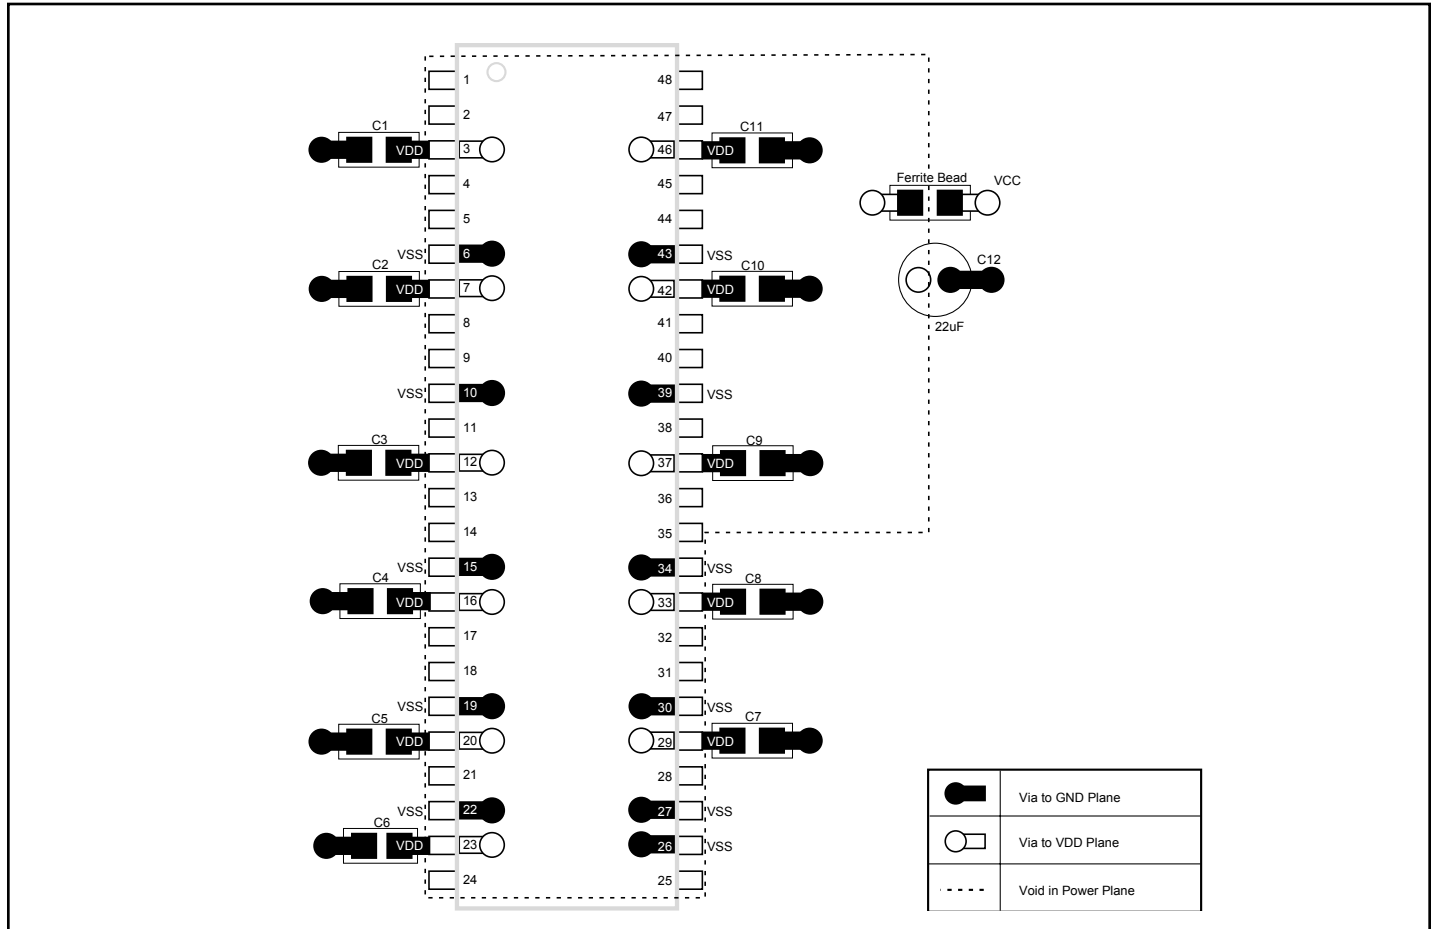 1 48
2 47
C1 C11
VDD 3 46 VDD
4 45
Ferrite Bead VCC
5 44
VSS 6 43 VSS
C2 C10 C12
VDD 7 42 VDD
8 41
22uF
9 40
VSS 10 39 VSS
11 38
C3 C9
VDD 12 37 VDD
13 36
14 35
VSS 15 34 VSS
C4 C8
VDD 16 33 VDD
17 32
18 31
VSS 19 30 VSS
C5 C7
VDD 20 29 VDD
21 28
VSS 22 27 VSS
C6
VDD 23 26 VSS
24 25
Via to GND Plane
Via to VDD Plane
Void in Power Plane